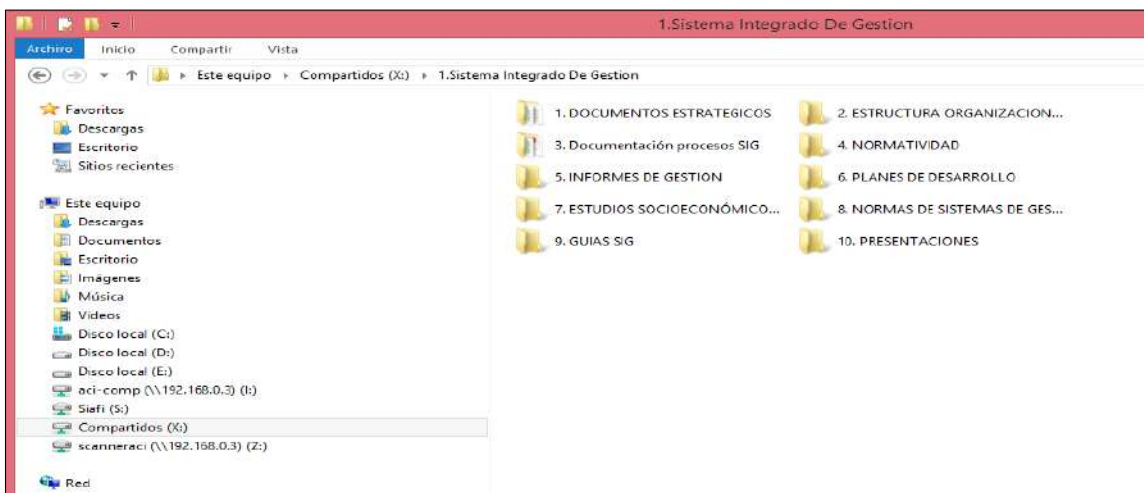 1.Sistema Integrado De Gestion
Archivo Inicio Compartir Vista
Este equipo Compartidos (X:) 1.Sistema Integrado De Gestion
Favoritos
Descargas
Escritorio
Sitios recientes
Este equipo
Descargas
Documentos
Escritorio
Imágenes
Música
Vídeos
Disco local (C:)
Disco local (D:)
Disco local (E:)
aci-comp (\\192.168.0.3) (I:)
Siafi (S:)
Compartidos (X:)
scanneraci (\\192.168.0.3) (Z:)
Red
1. DOCUMENTOS ESTRATEGICOS
2. ESTRUCTURA ORGANIZACION...
3. Documentación procesos SIG
4. NORMATIVIDAD
5. INFORMES DE GESTION
6. PLANES DE DESARROLLO
7. ESTUDIOS SOCIOECONÓMICO...
8. NORMAS DE SISTEMAS DE GES...
9. GUIAS SIG
10. PRESENTACIONES